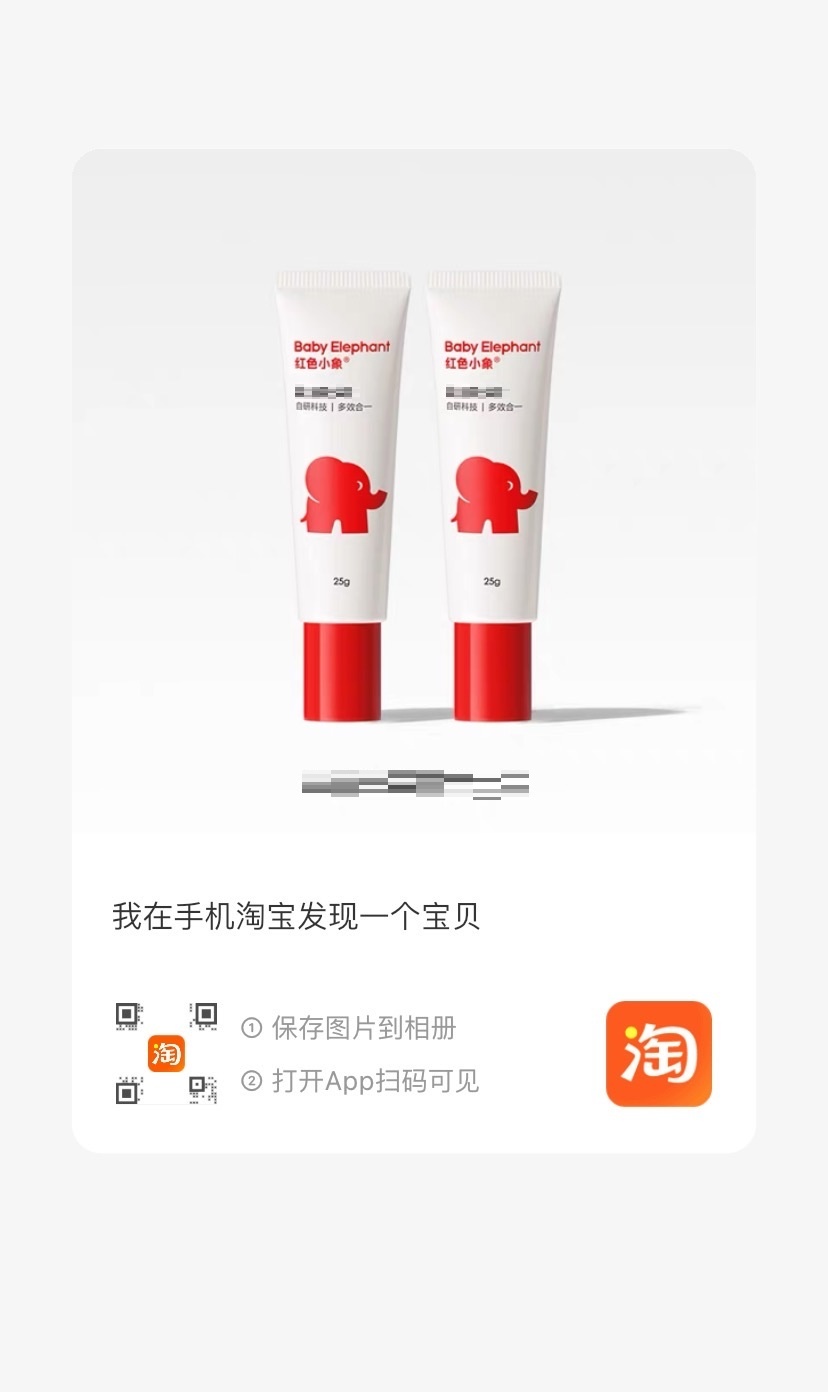 Baby Elephant
红色小象®
自研科技 | 多效合一
25g
Baby Elephant
红色小象®
自研科技 | 多效合一
25g
我在手机淘宝发现一个宝贝
淘
① 保存图片到相册
② 打开App扫码可见
淘